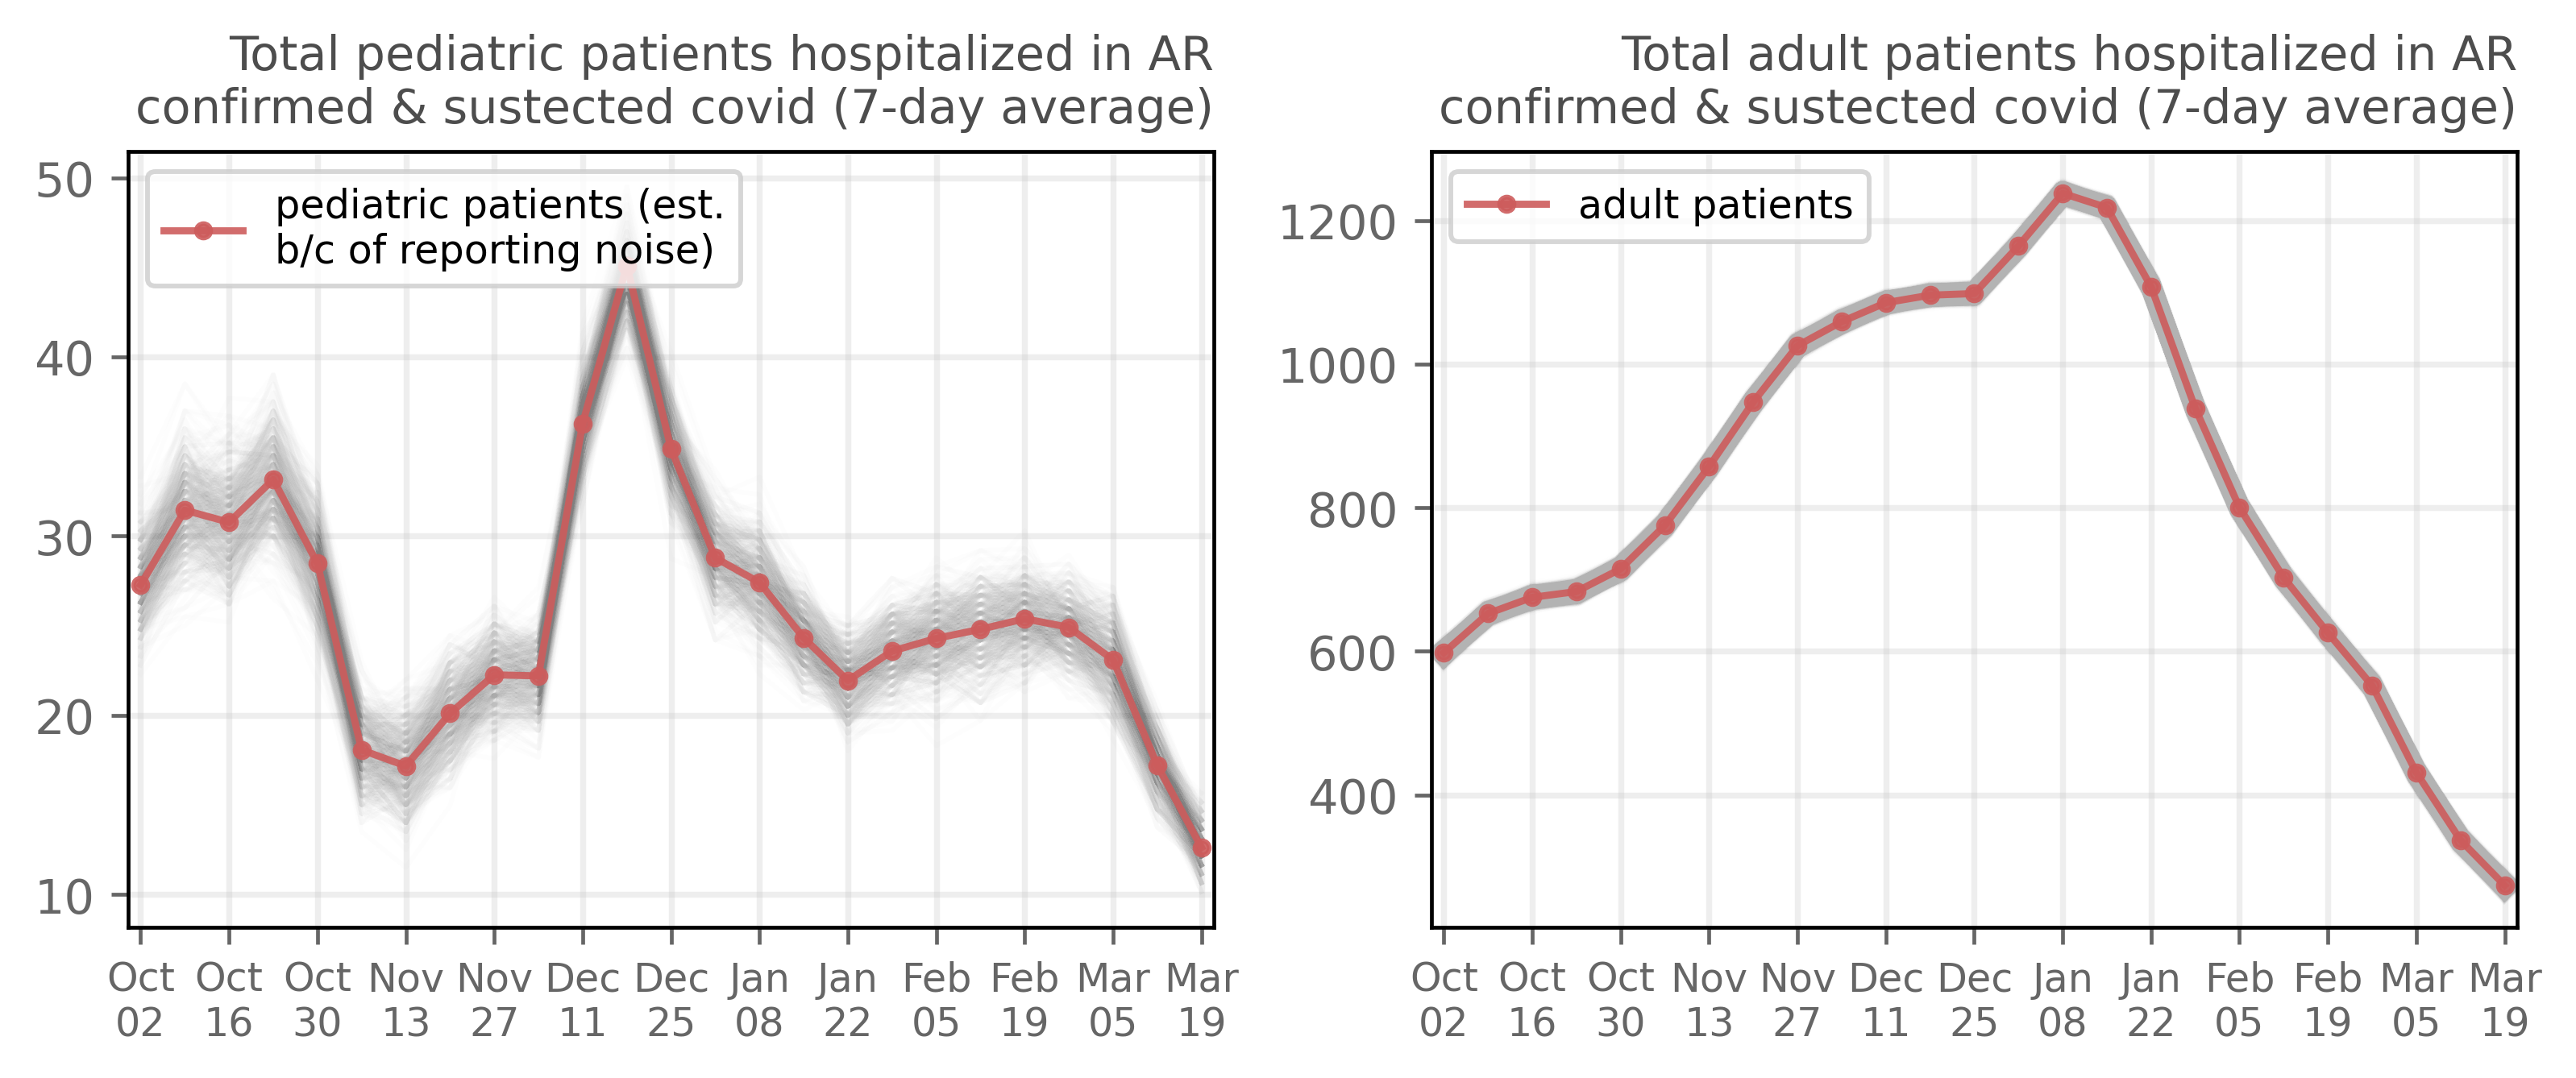 Total pediatric patients hospitalized in AR
confirmed & sustected covid (7-day average)
pediatric patients (est.
b/c of reporting noise)
50
40
30
20
10
Oct Oct Oct Nov Nov Dec Dec Jan Jan Feb Feb Mar Mar
02 16 30 13 27 11 25 08 22 05 19 05 19
Total adult patients hospitalized in AR
confirmed & sustected covid (7-day average)
adult patients
1200
1000
800
600
400
Oct Oct Oct Nov Nov Dec Dec Jan Jan Feb Feb Mar Mar
02 16 30 13 27 11 25 08 22 05 19 05 19